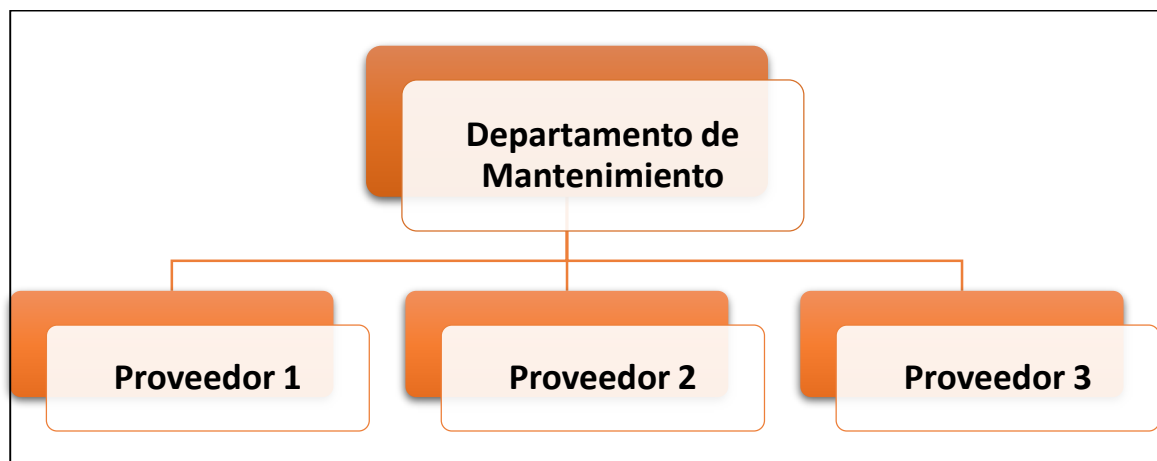 Departamento de
Mantenimiento
Proveedor 1
Proveedor 2
Proveedor 3